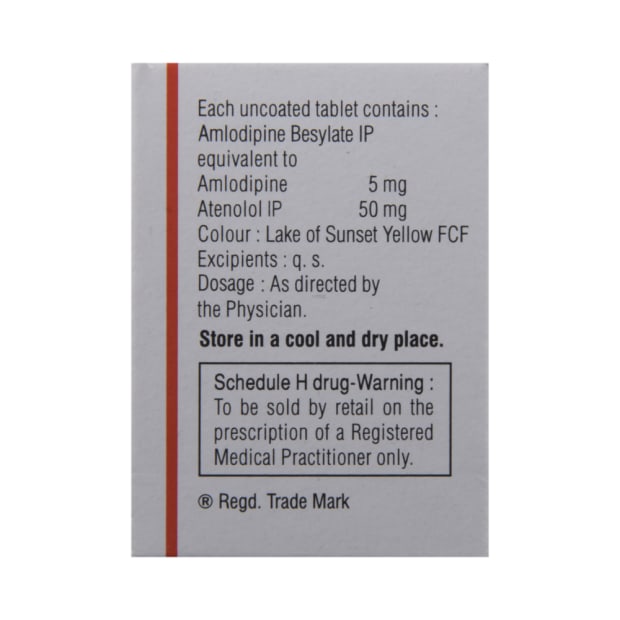 Each uncoated tablet contains :
Amlodipine Besylate IP
equivalent to
Amlodipine 5 mg
Atenolol IP 50 mg
Colour : Lake of Sunset Yellow FCF
Excipients : q. s.
Dosage : As directed by
the Physician.
Store in a cool and dry place.
Schedule H drug-Warning :
To be sold by retail on the
prescription of a Registered
Medical Practitioner only.
® Regd. Trade Mark